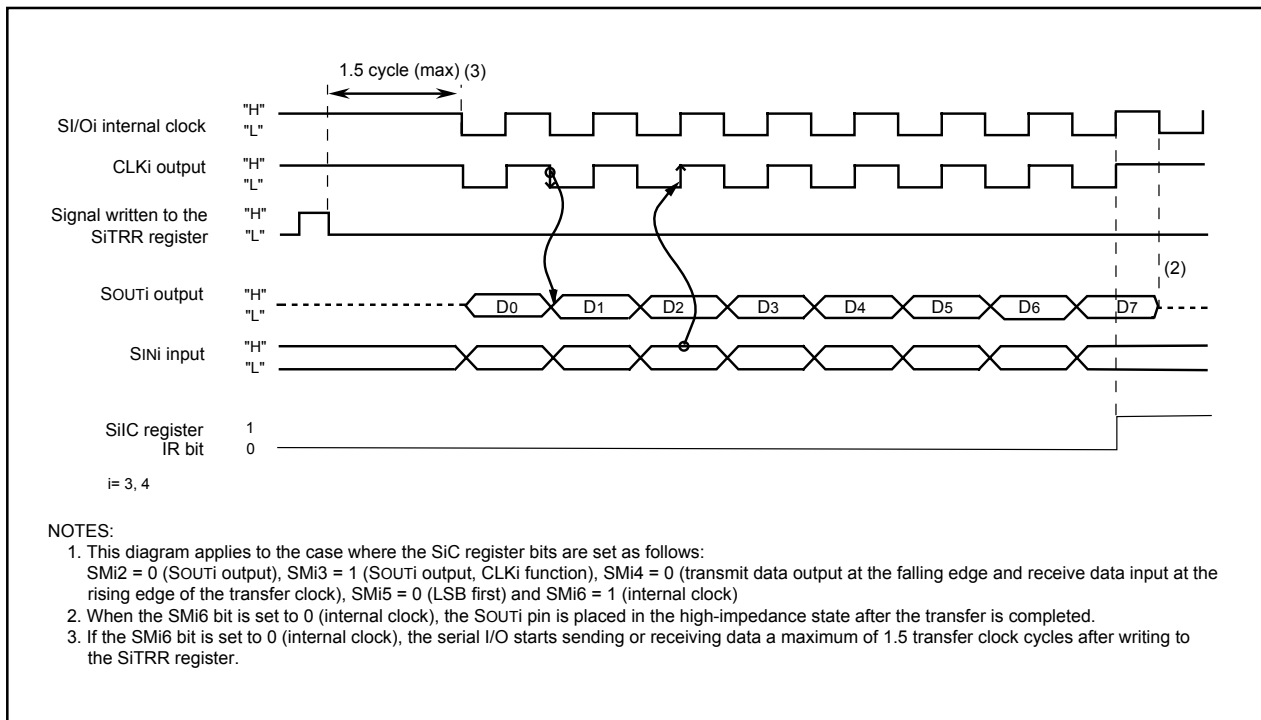 1.5 cycle (max) (3)
SI/Oi internal clock
"H"
"L"
CLKi output
"H"
"L"
Signal written to the
SiTRR register
"H"
"L"
(2)
SOUTi output
"H"
"L"
D0 D1 D2 D3 D4 D5 D6 D7
SINi input
"H"
"L"
SiIC register
IR bit
1
0
i= 3, 4
NOTES:
1. This diagram applies to the case where the SiC register bits are set as follows:
SMi2 = 0 (SOUTi output), SMi3 = 1 (SOUTi output, CLKi function), SMi4 = 0 (transmit data output at the falling edge and receive data input at the
rising edge of the transfer clock), SMi5 = 0 (LSB first) and SMi6 = 1 (internal clock)
2. When the SMi6 bit is set to 0 (internal clock), the SOUTi pin is placed in the high-impedance state after the transfer is completed.
3. If the SMi6 bit is set to 0 (internal clock), the serial I/O starts sending or receiving data a maximum of 1.5 transfer clock cycles after writing to
the SiTRR register.